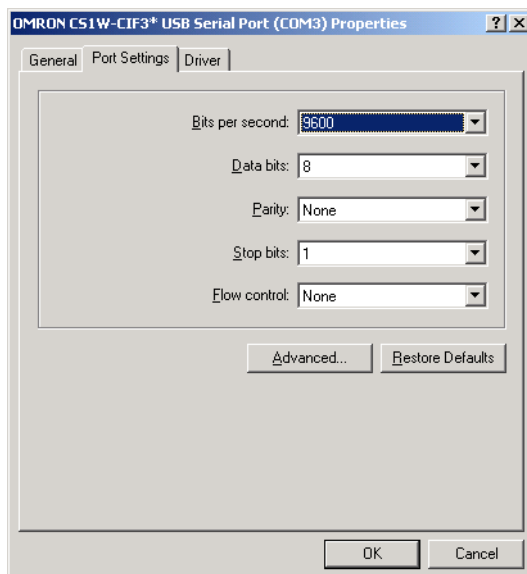 OMRON CS1W-CIF3* USB Serial Port (COM3) Properties
General Port Settings Driver
Bits per second: 9600
Data bits: 8
Parity: None
Stop bits: 1
Flow control: None
Advanced... Restore Defaults
OK Cancel